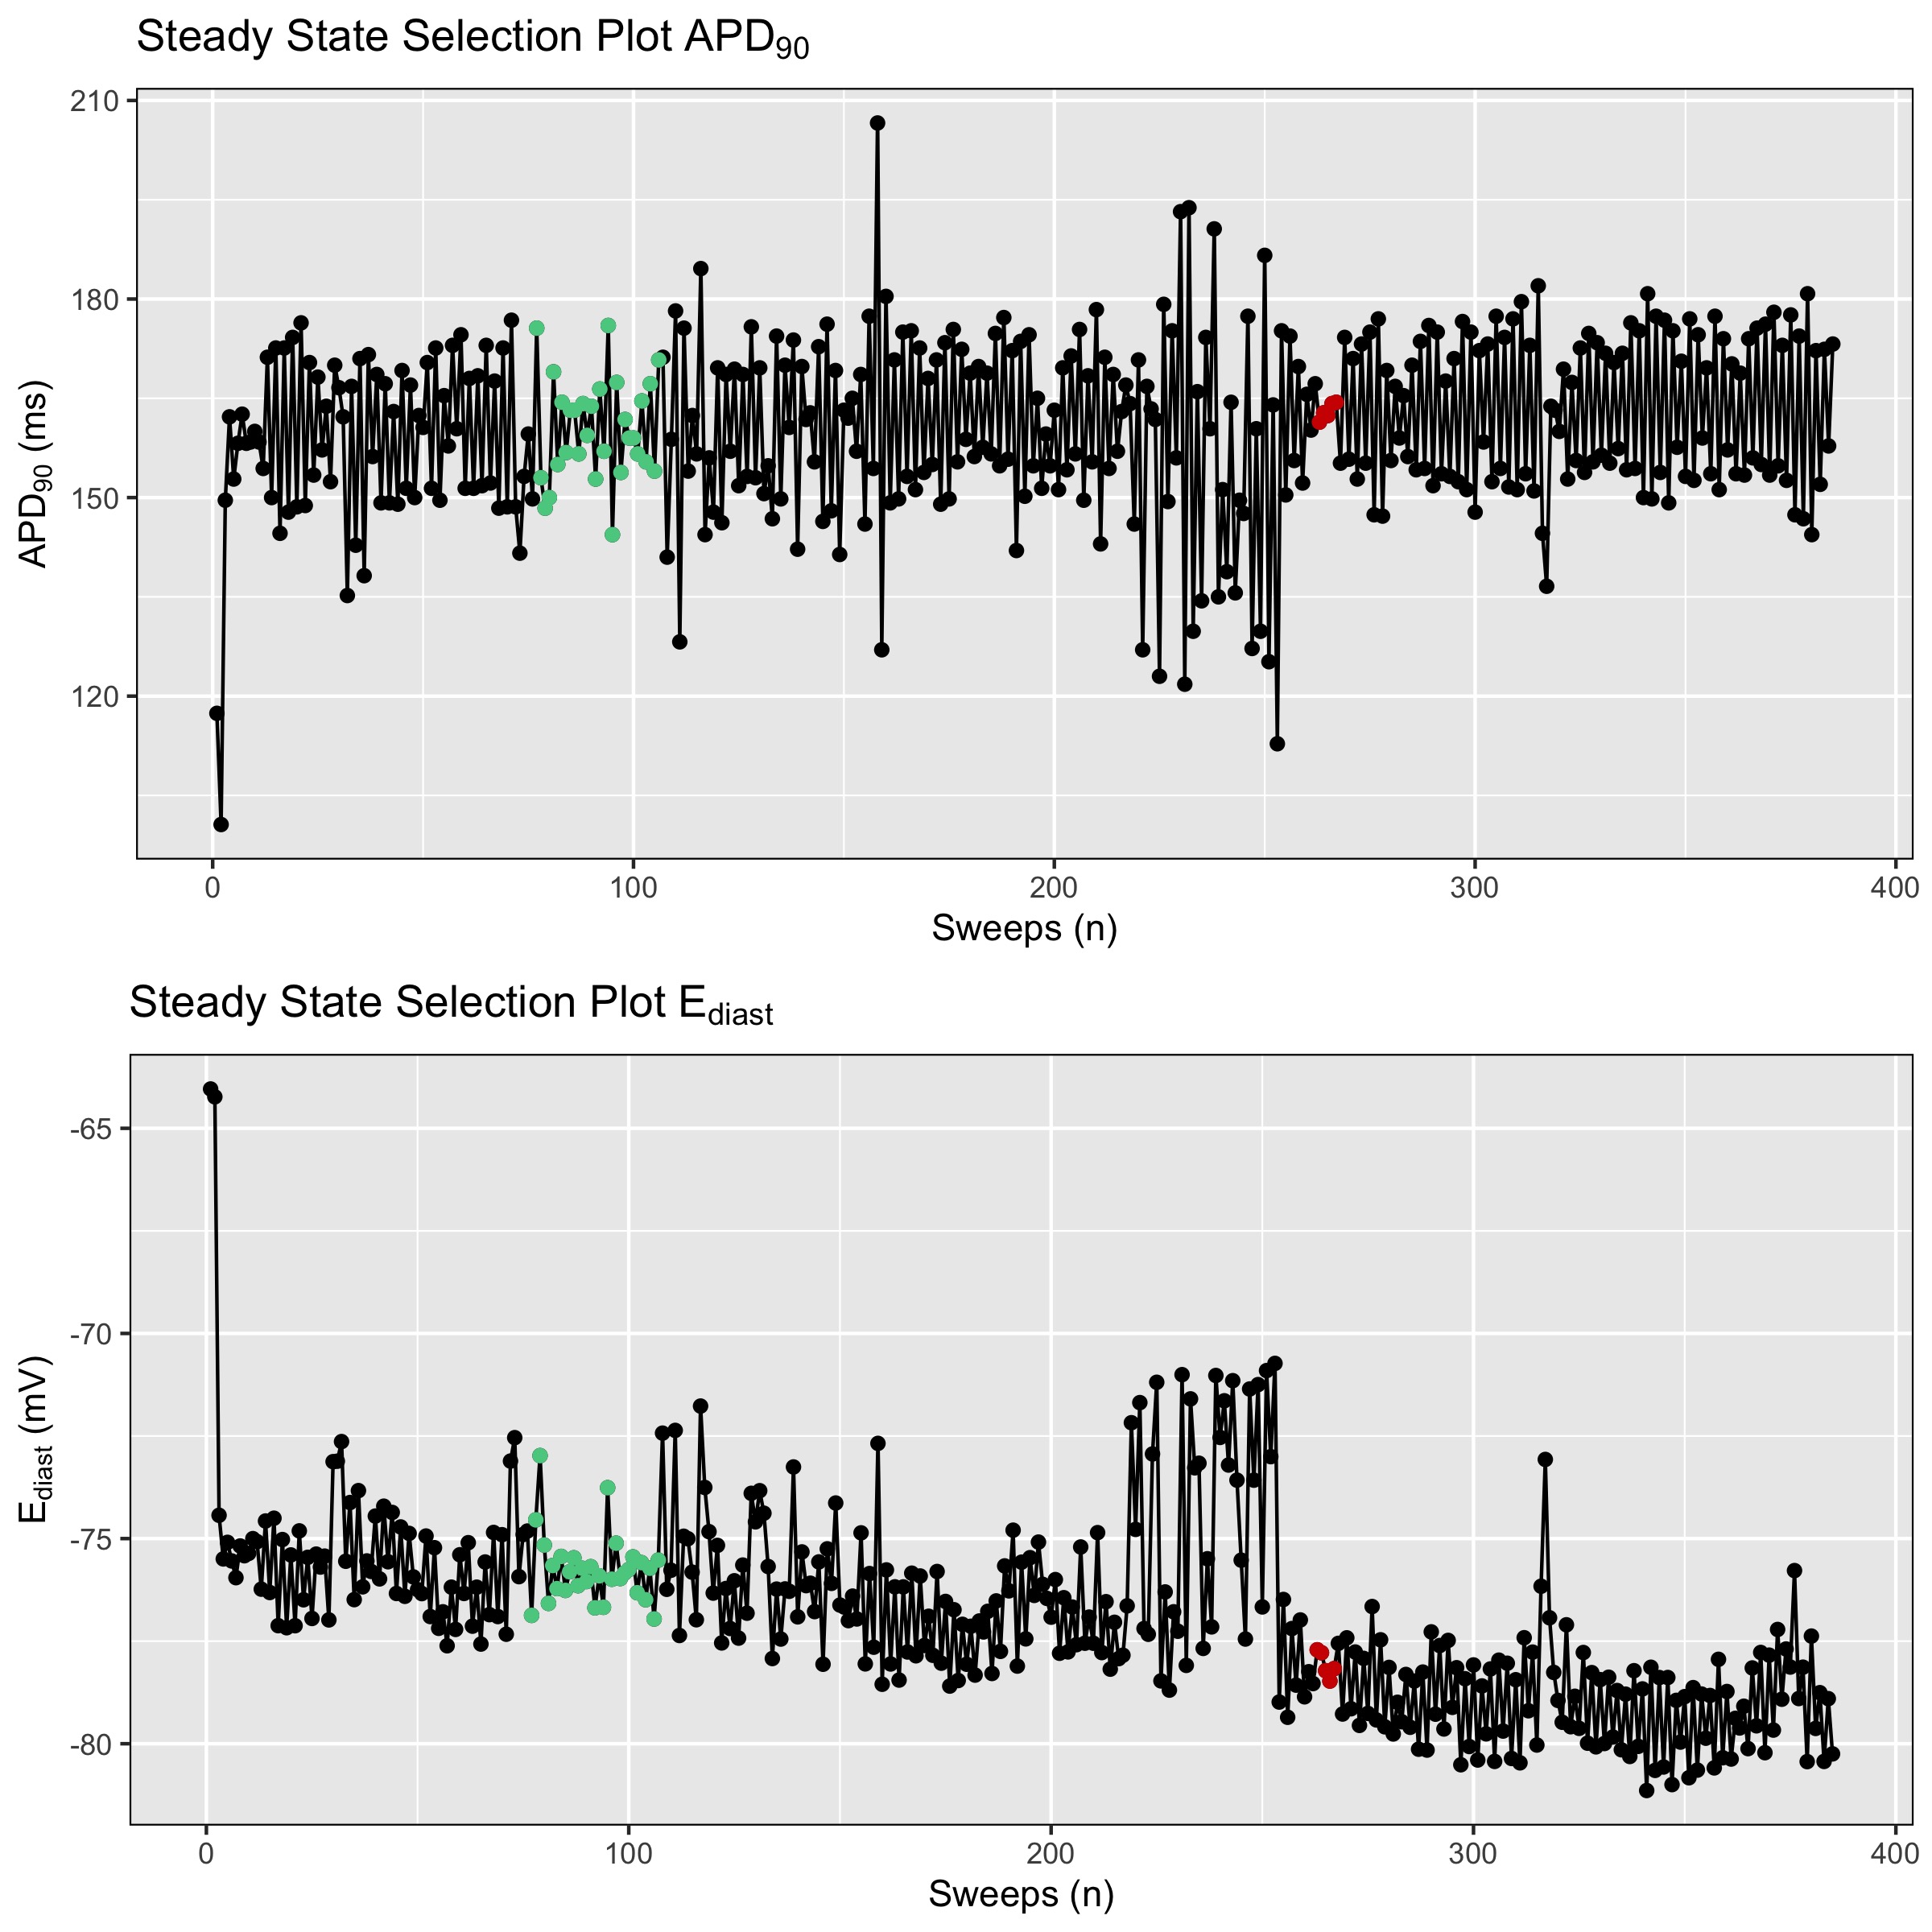 Steady State Selection Plot APD90
210
180
150
120
APD90 (ms)
0 100 200 300 400
Sweeps (n)
Steady State Selection Plot Ediast
-65
-70
-75
-80
Ediast (mV)
0 100 200 300 400
Sweeps (n)